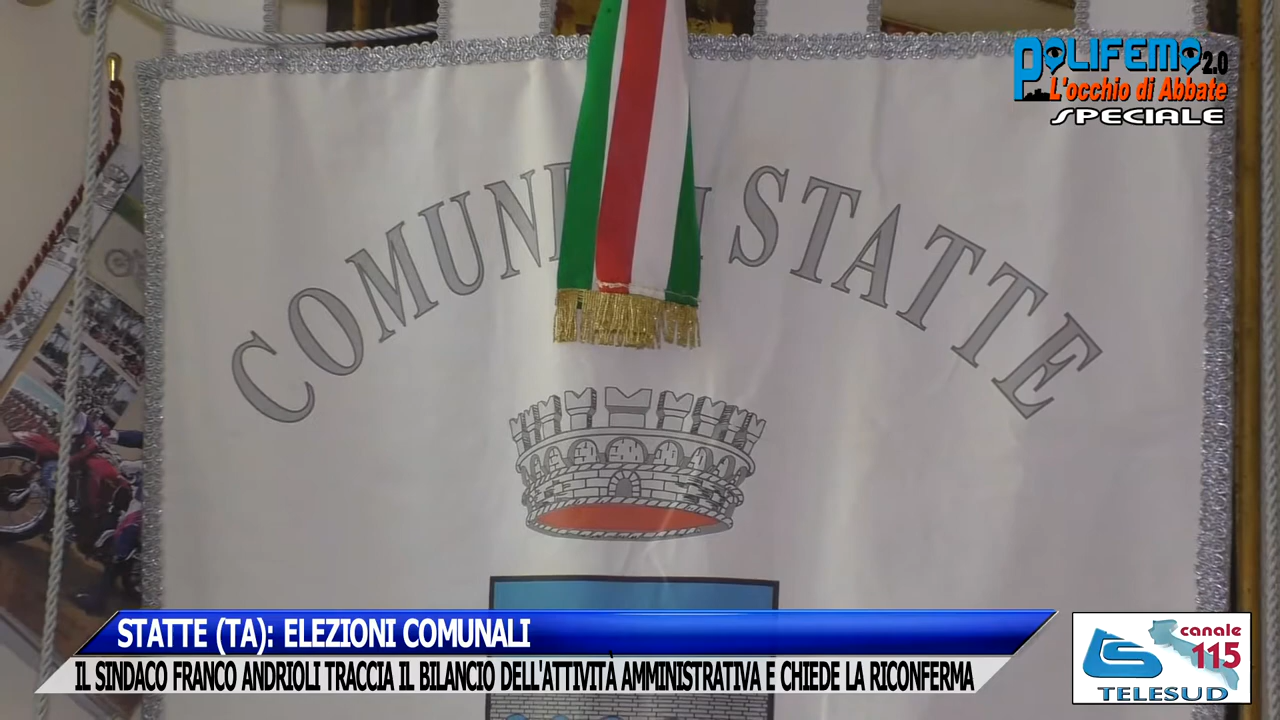 POLIFEMO 2.0
L'occhio di Abbate
SPECIALE
COMUNE DI STATTE
STATTE (TA): ELEZIONI COMUNALI
IL SINDACO FRANCO ANDRIOLI TRACCIA IL BILANCIO DELL'ATTIVITÀ AMMINISTRATIVA E CHIEDE LA RICONFERMA
canale
115
TELESUD